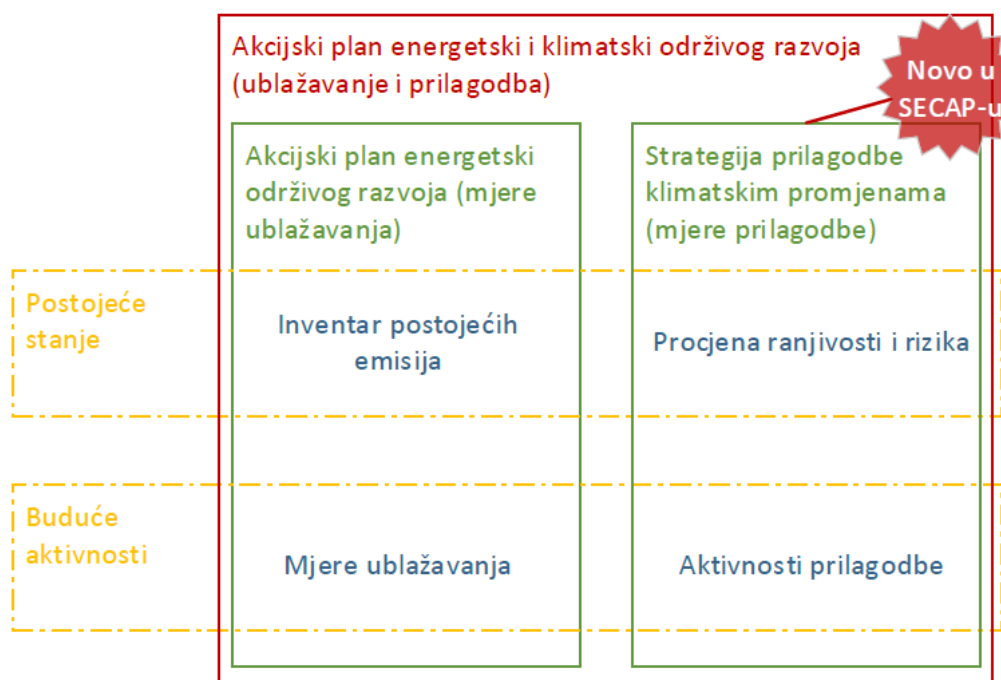 Akcijski plan energetski i klimatski održivog razvoja
(ublažavanje i prilagodba)
Novo u
SECAP-u
Akcijski plan energetski
održivog razvoja (mjere
ublažavanja)
Strategija prilagodbe
klimatskim promjenama
(mjere prilagodbe)
Postojeće
stanje
Inventar postojećih
emisija
Procjena ranjivosti i rizika
Buduće
aktivnosti
Mjere ublažavanja
Aktivnosti prilagodbe